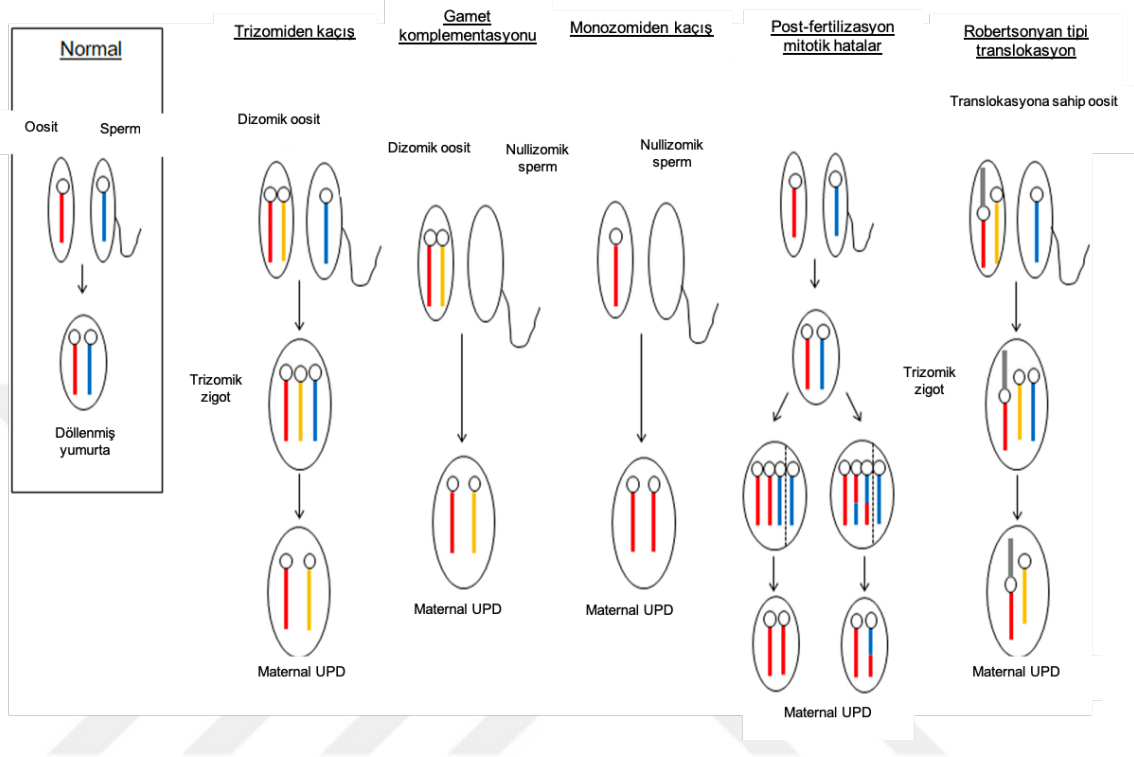 Normal
Oosit
Sperm
Döllenmiş
yumurta
Trizomiden kaçış
Dizomik oosit
Trizomik
zigot
Maternal UPD
Gamet
komplementasyonu
Dizomik oosit
Nullizomik
sperm
Maternal UPD
Monozomiden kaçış
Nullizomik
sperm
Maternal UPD
Post-fertilizasyon
mitotik hatalar
Maternal UPD
Robertsonyan tipi
translokasyon
Translokasyona sahip oosit
Trizomik
zigot
Maternal UPD